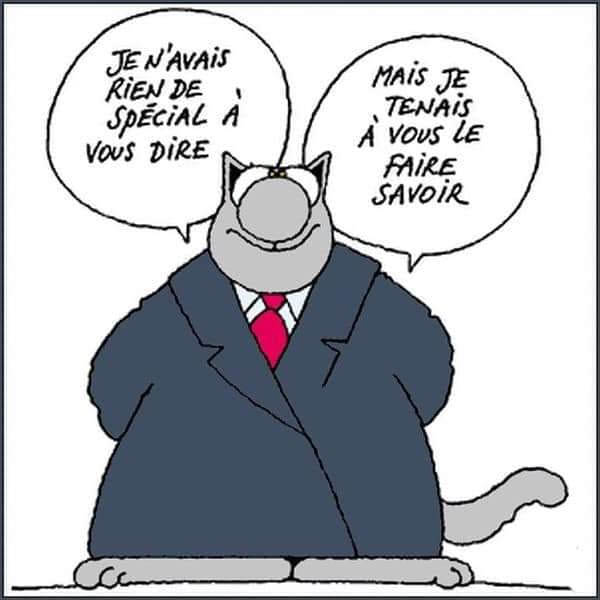 JE N'AVAIS
RIEN DE
SPÉCIAL À
VOUS DIRE
MAIS JE
TENAIS
À VOUS LE
FAIRE
SAVOIR